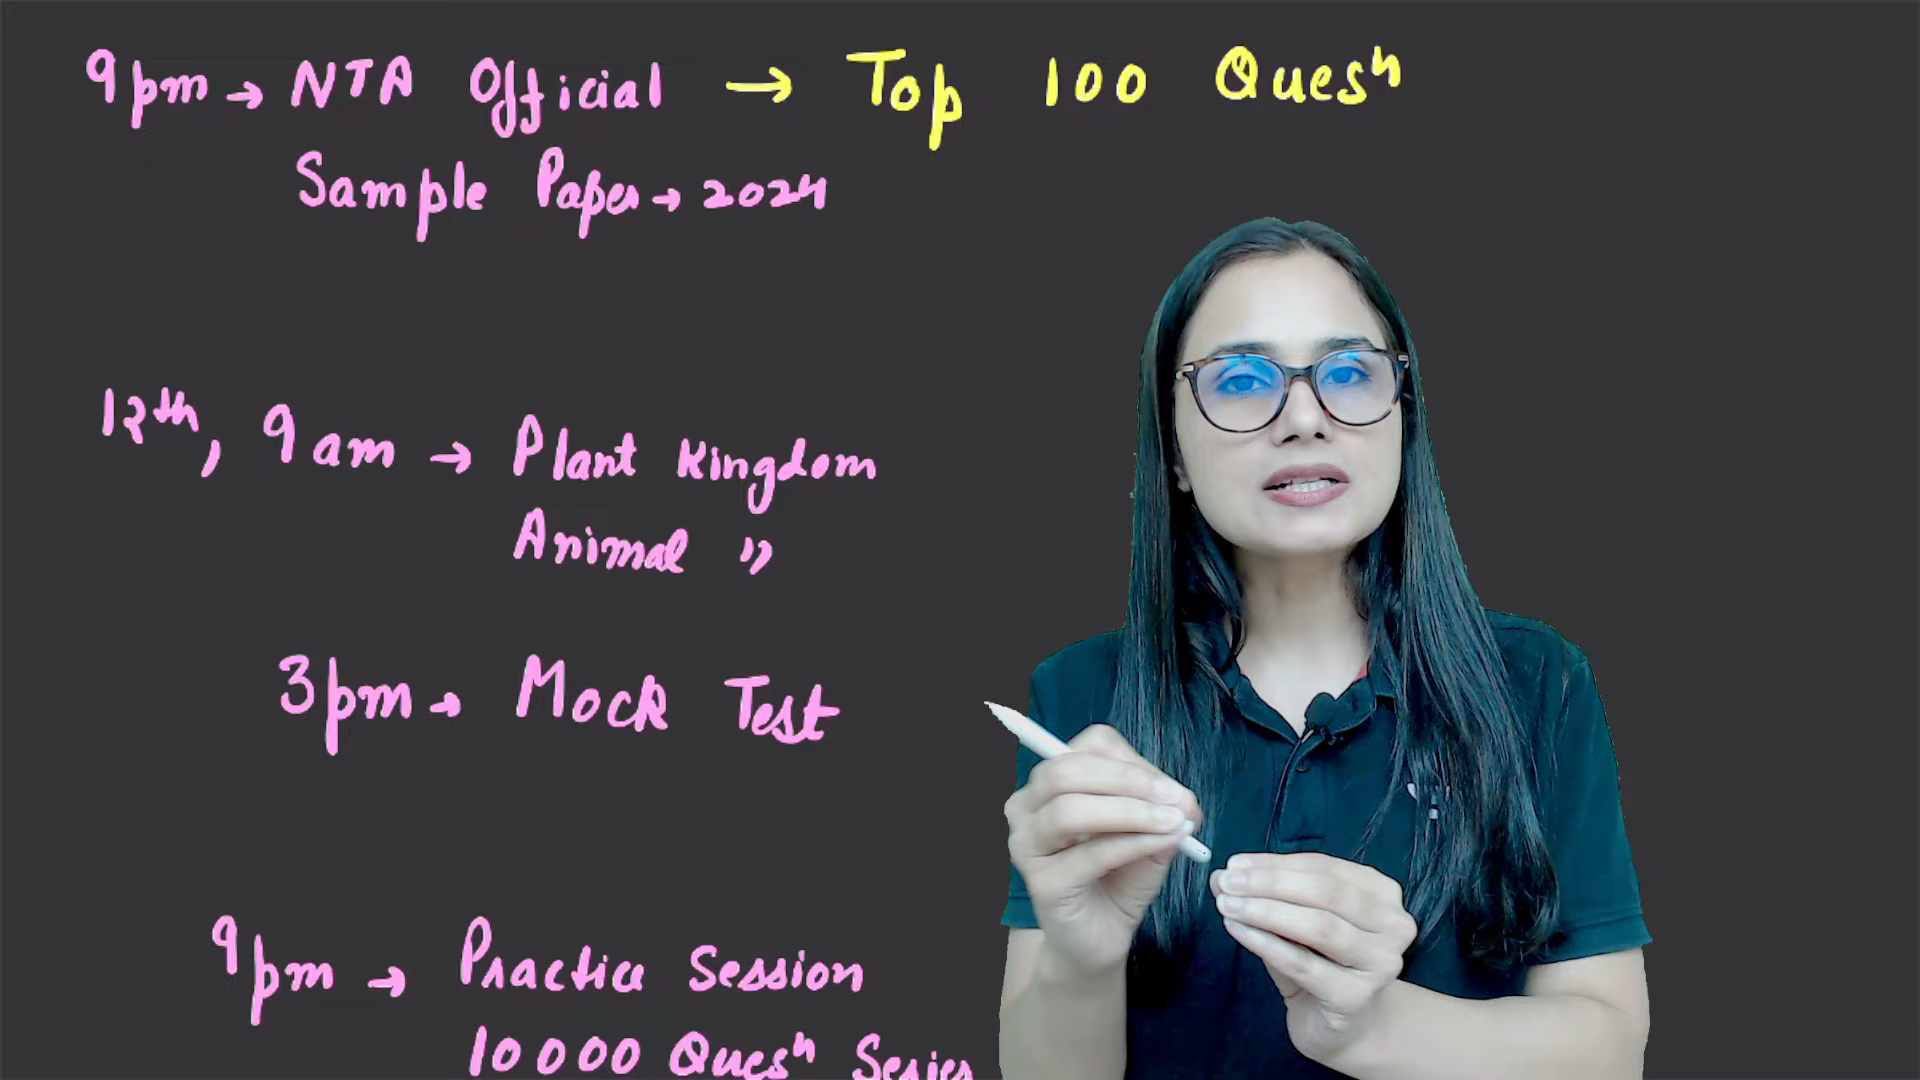 9pm → NTA Official → Top 100 Quesⁿ
Sample Paper → 2024
12th, 9am → Plant Kingdom
Animal "
3pm → Mock Test
9pm → Practice Session
10000 Quesⁿ Series